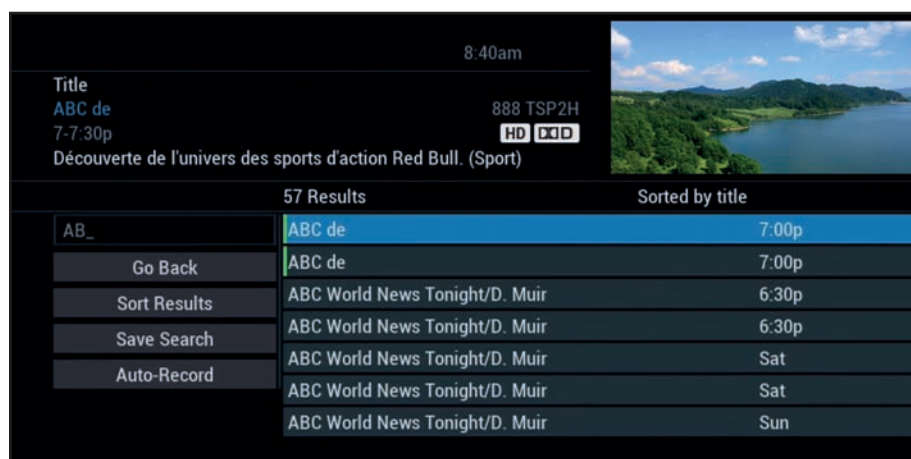 8:40am
Title
ABC de 888 TSP2H
7-7:30p HD DD D
Découverte de l'univers des sports d'action Red Bull. (Sport)
57 Results Sorted by title
AB_
Go Back
Sort Results
Save Search
Auto-Record
ABC de 7:00p
ABC de 7:00p
ABC World News Tonight/D. Muir 6:30p
ABC World News Tonight/D. Muir 6:30p
ABC World News Tonight/D. Muir Sat
ABC World News Tonight/D. Muir Sat
ABC World News Tonight/D. Muir Sun